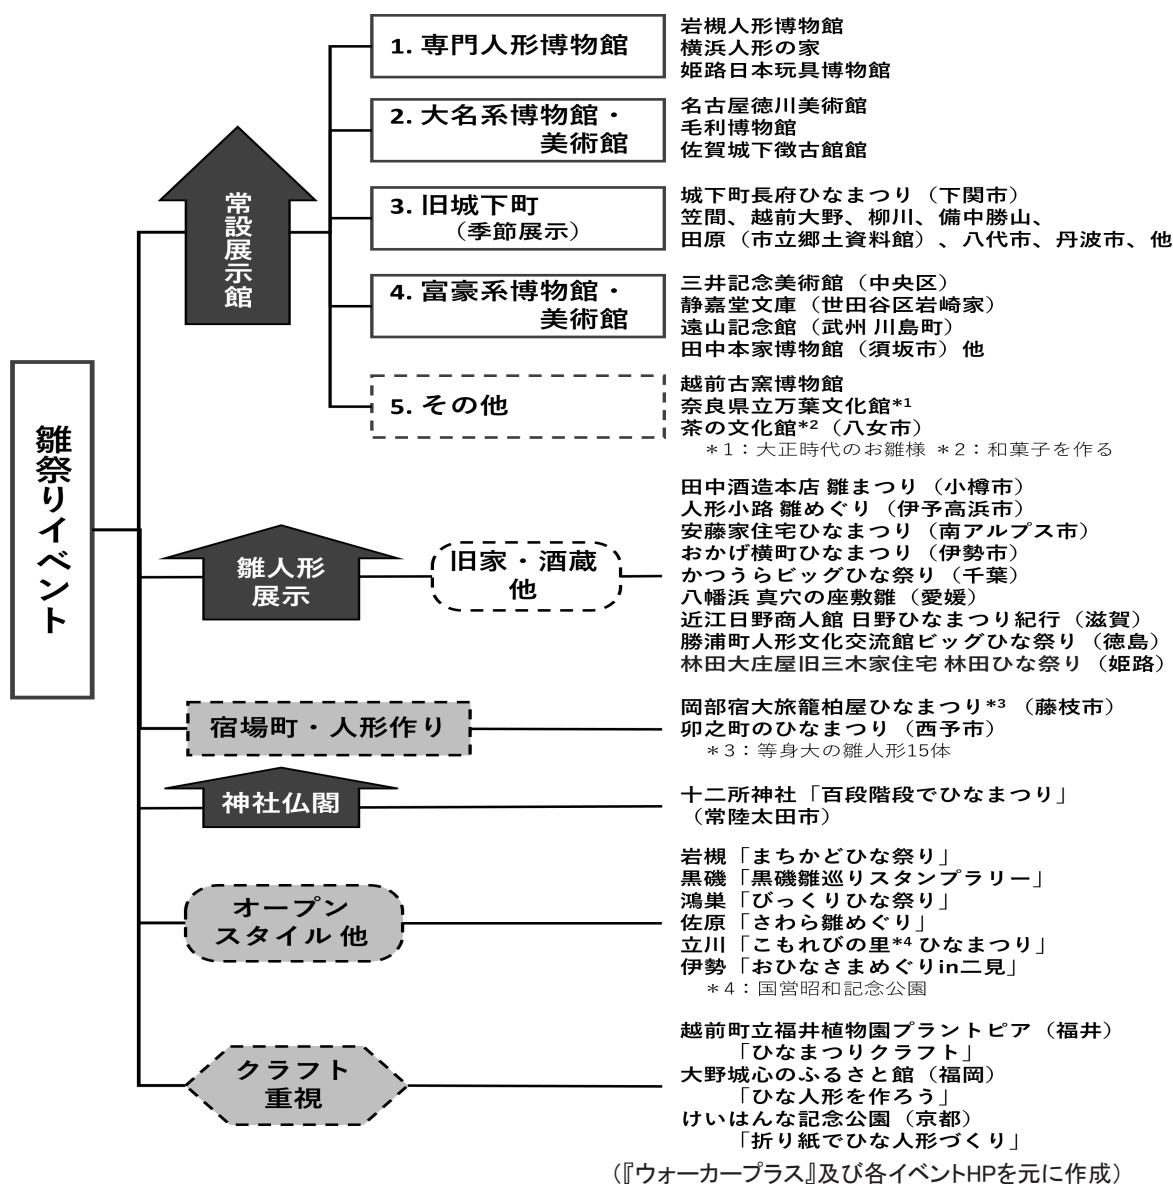 雛祭りイベント
常設展示館
1. 専門人形博物館
岩槻人形博物館
横浜人形の家
姫路日本玩具博物館
2. 大名系博物館・
美術館
名古屋徳川美術館
毛利博物館
佐賀城下徴古館館
3. 旧城下町
（季節展示）
城下町長府ひなまつり（下関市）
笠間、越前大野、柳川、備中勝山、
田原（市立郷土資料館）、八代市、丹波市、他
4. 富豪系博物館・
美術館
三井記念美術館（中央区）
静嘉堂文庫（世田谷区岩崎家）
遠山記念館（武州 川島町）
田中本家博物館（須坂市）他
5. その他
越前古窯博物館
奈良県立万葉文化館*1
茶の文化館*2（八女市）
＊1：大正時代のお雛様 ＊2：和菓子を作る
雛人形
展示
旧家・酒蔵
他
田中酒造本店 雛まつり（小樽市）
人形小路 雛めぐり（伊予高浜市）
安藤家住宅ひなまつり（南アルプス市）
おかげ横町ひなまつり（伊勢市）
かつうらビッグひな祭り（千葉）
八幡浜 真穴の座敷雛（愛媛）
近江日野商人館 日野ひなまつり紀行（滋賀）
勝浦町人形文化交流館ビッグひな祭り（徳島）
林田大庄屋旧三木家住宅 林田ひな祭り（姫路）
宿場町・人形作り
岡部宿大旅籠柏屋ひなまつり*3（藤枝市）
卯之町のひなまつり（西予市）
＊3：等身大の雛人形15体
神社仏閣
十二所神社「百段階段でひなまつり」
（常陸太田市）
オープン
スタイル 他
岩槻「まちかどひな祭り」
黒磯「黒磯雛巡りスタンプラリー」
鴻巣「びっくりひな祭り」
佐原「さわら雛めぐり」
立川「こもれびの里*4 ひなまつり」
伊勢「おひなさまめぐりin二見」
＊4：国営昭和記念公園
クラフト
重視
越前町立福井植物園プラントピア（福井）
「ひなまつりクラフト」
大野城心のふるさと館（福岡）
「ひな人形を作ろう」
けいはんな記念公園（京都）
「折り紙でひな人形づくり」
（『ウォーカープラス』及び各イベントHPを元に作成）